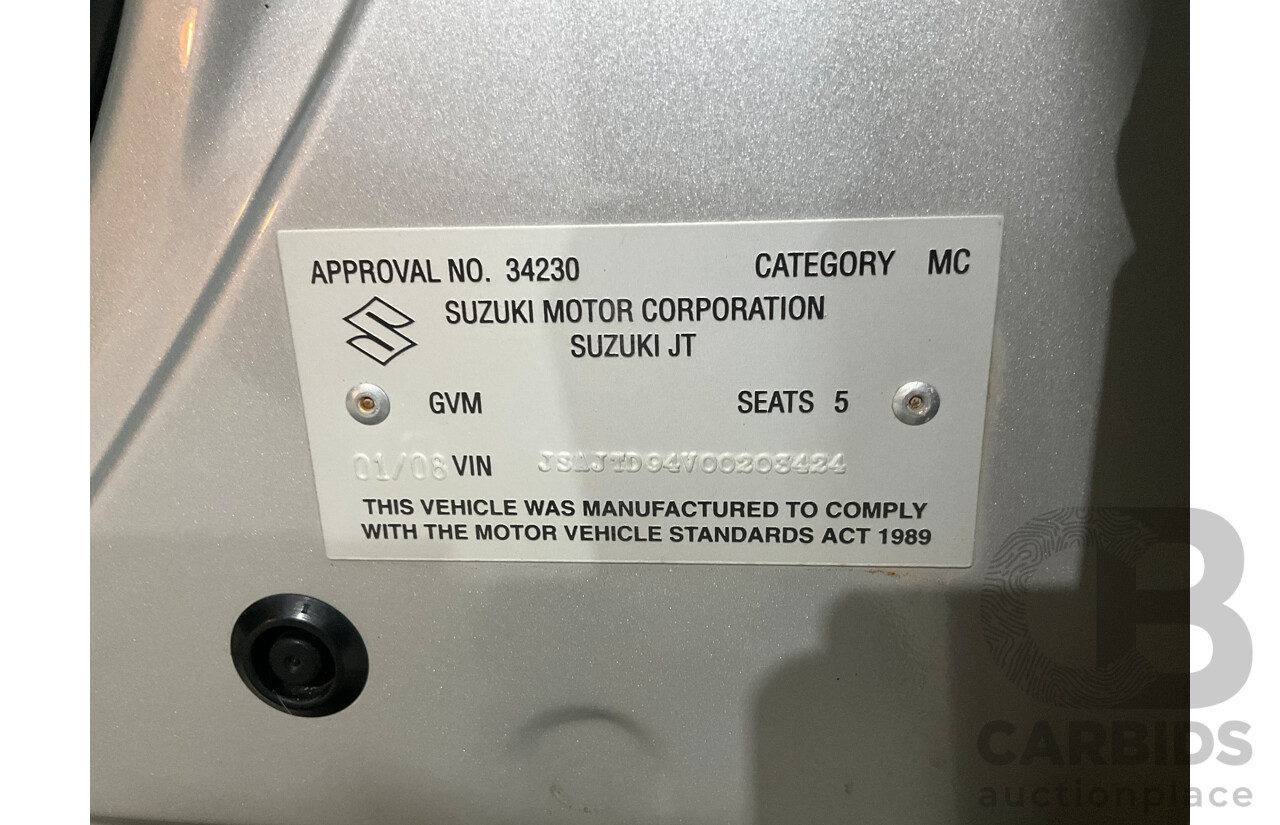 APPROVAL NO. 34230 CATEGORY MC
SUZUKI MOTOR CORPORATION
SUZUKI JT
GVM SEATS 5
01/08 VIN JSAJTD94V00203424
THIS VEHICLE WAS MANUFACTURED TO COMPLY
WITH THE MOTOR VEHICLE STANDARDS ACT 1989
CB
CARBIDS
auctionplace